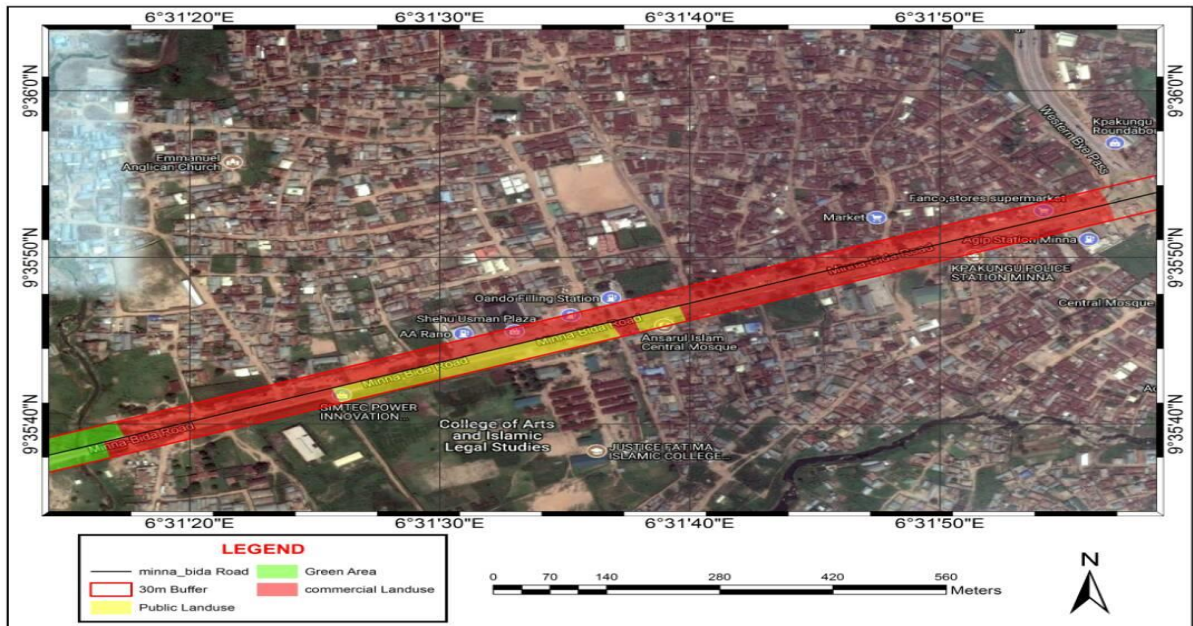 6°31'20"E
6°31'30"E
6°31'40"E
6°31'50"E
9°36'0"N
9°36'0"N
Western Bye Pass
Kpakungu
Roundabou
Emmanuel
Anglican Church
Fanco stores supermarket
Market
9°35'50"N
9°35'50"N
Agip Station Minna
Minna-Bida Road
KPAKUNGU POLICE
STATION MINNA
Central Mosque
Oando Filling Station
Shehu Usman Plaza
AA Rano
Minna-Bida Road
Minna-Bida Road
Ansarul Islam
Central Mosque
9°35'40"N
9°35'40"N
SIMTEC POWER
INNOVATION...
Minna-Bida Road
College of Arts
and Islamic
Legal Studies
JUSTICE FATIMA
ISLAMIC COLLEGE...
6°31'20"E
6°31'30"E
6°31'40"E
6°31'50"E
LEGEND
minna_bida Road
Green Area
30m Buffer
commercial Landuse
Public Landuse
0 70 140 280 420 560
Meters
N